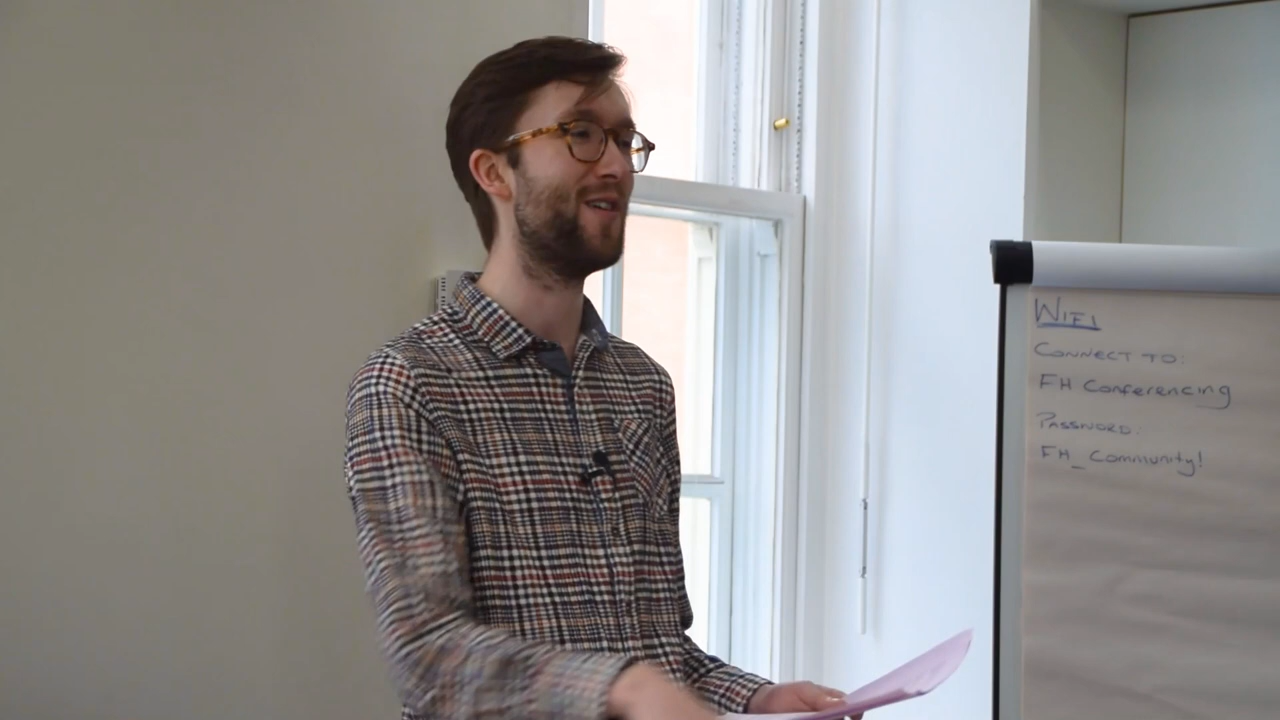 WIFI
CONNECT TO:
FH Conferencing
PASSWORD:
FH_Community!